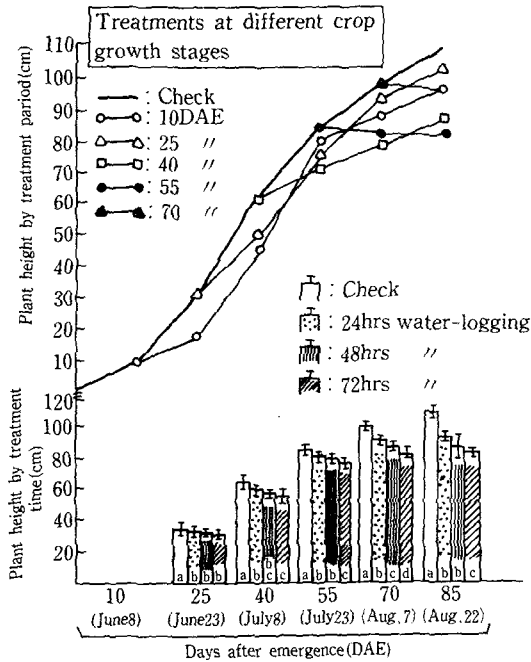 Treatments at different crop
growth stages
Plant height by treatment pariod(cm)
110
100
90
80
70
60
50
40
30
20
10
: Check
: 10DAE
: 25 〃
: 40 〃
: 55 〃
: 70 〃
: Check
: 24hrs water-logging
: 48hrs 〃
: 72hrs 〃
Plant height by treatment
time(cm)
120
100
80
60
40
20
a b b b
a b b c c
a b b c
a b c d
a b b c
10 25 40 55 70 85
(June8) (June23) (July8) (July23) (Aug,7) (Aug,22)
Days after emergence(DAE)